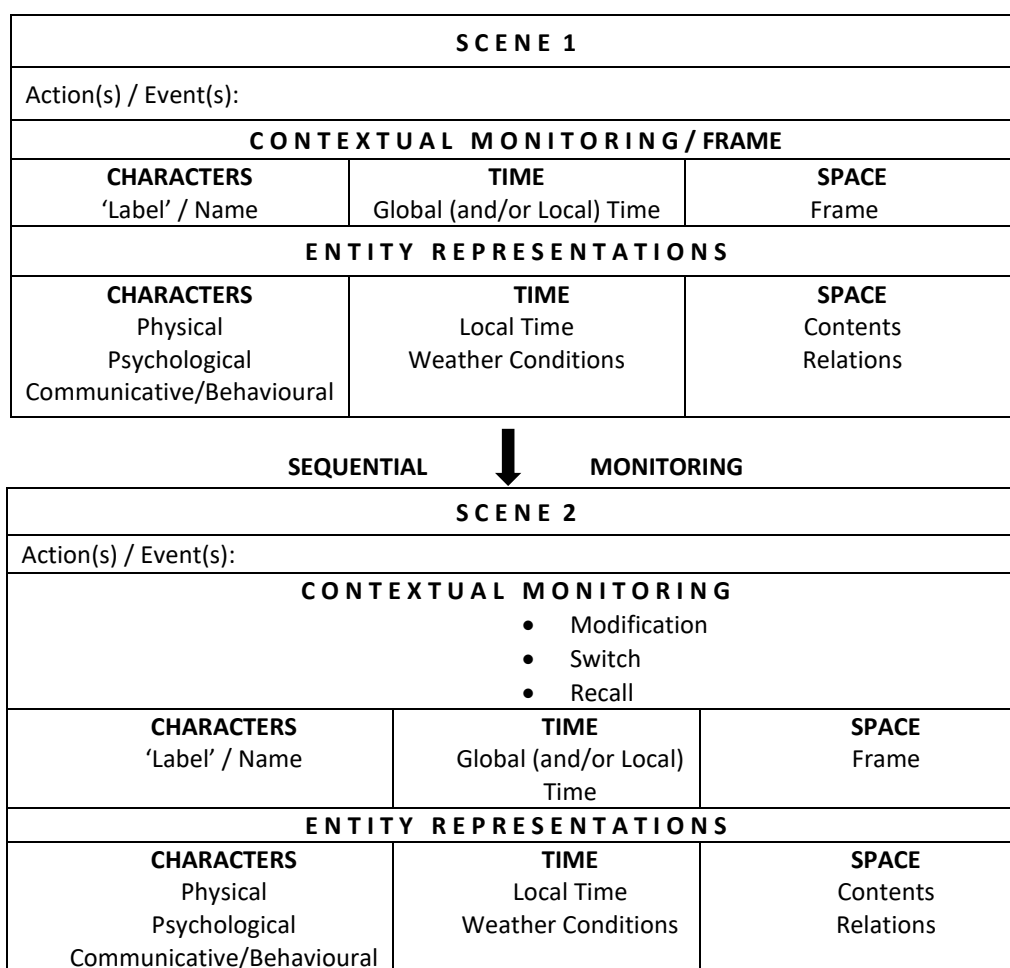 S C E N E 1
Action(s) / Event(s):
C O N T E X T U A L M O N I T O R I N G / FRAME
CHARACTERS TIME SPACE
‘Label’ / Name Global (and/or Local) Time Frame
E N T I T Y R E P R E S E N T A T I O N S
CHARACTERS TIME SPACE
Physical Local Time Contents
Psychological Weather Conditions Relations
Communicative/Behavioural
SEQUENTIAL MONITORING
S C E N E 2
Action(s) / Event(s):
C O N T E X T U A L M O N I T O R I N G
• Modification
• Switch
• Recall
CHARACTERS TIME SPACE
‘Label’ / Name Global (and/or Local) Frame
Time
E N T I T Y R E P R E S E N T A T I O N S
CHARACTERS TIME SPACE
Physical Local Time Contents
Psychological Weather Conditions Relations
Communicative/Behavioural